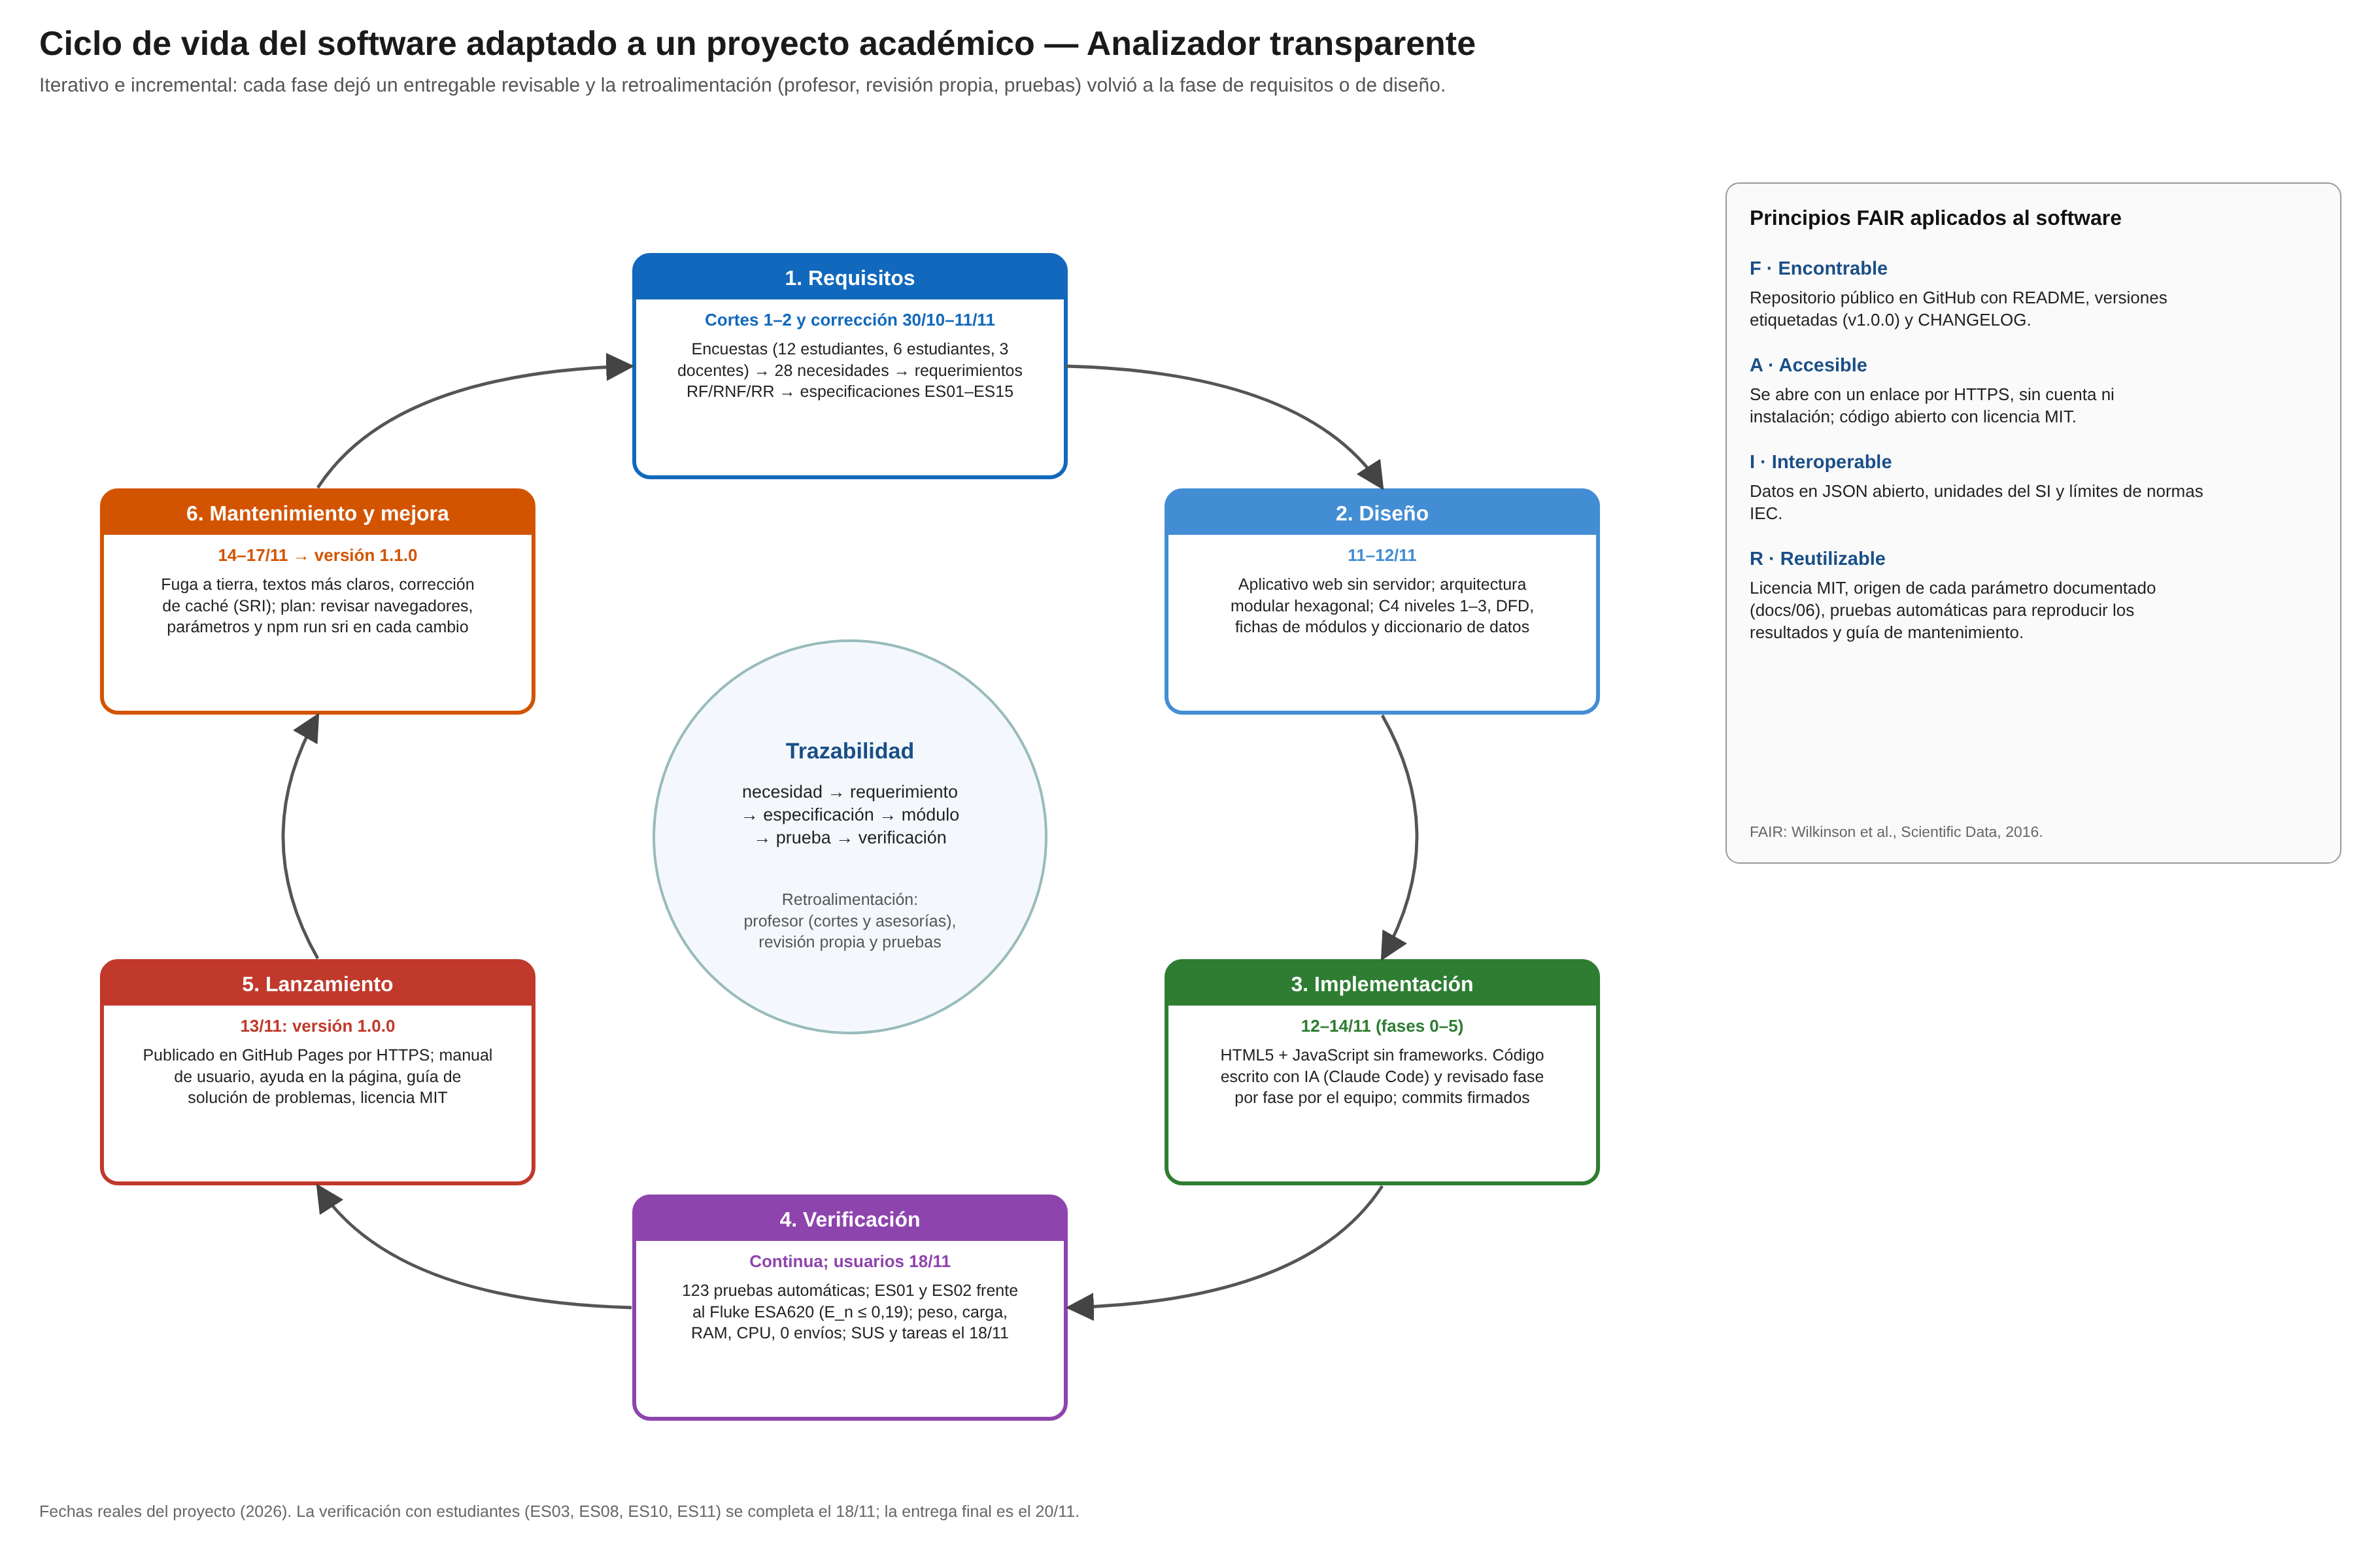 Ciclo de vida del software adaptado a un proyecto académico — Analizador transparente
Iterativo e incremental: cada fase dejó un entregable revisable y la retroalimentación (profesor, revisión propia, pruebas) volvió a la fase de requisitos o de diseño.
1. Requisitos
Cortes 1–2 y corrección 30/10–11/11
Encuestas (12 estudiantes, 6 estudiantes, 3
docentes) → 28 necesidades → requerimientos
RF/RNF/RR → especificaciones ES01–ES15
2. Diseño
11–12/11
Aplicativo web sin servidor; arquitectura
modular hexagonal; C4 niveles 1–3, DFD,
fichas de módulos y diccionario de datos
3. Implementación
12–14/11 (fases 0–5)
HTML5 + JavaScript sin frameworks. Código
escrito con IA (Claude Code) y revisado fase
por fase por el equipo; commits firmados
4. Verificación
Continua; usuarios 18/11
123 pruebas automáticas; ES01 y ES02 frente
al Fluke ESA620 (E_n ≤ 0,19); peso, carga,
RAM, CPU, 0 envíos; SUS y tareas el 18/11
5. Lanzamiento
13/11: versión 1.0.0
Publicado en GitHub Pages por HTTPS; manual
de usuario, ayuda en la página, guía de
solución de problemas, licencia MIT
6. Mantenimiento y mejora
14–17/11 → versión 1.1.0
Fuga a tierra, textos más claros, corrección
de caché (SRI); plan: revisar navegadores,
parámetros y npm run sri en cada cambio
Trazabilidad
necesidad → requerimiento
→ especificación → módulo
→ prueba → verificación
Retroalimentación:
profesor (cortes y asesorías),
revisión propia y pruebas
Principios FAIR aplicados al software
F · Encontrable
Repositorio público en GitHub con README, versiones
etiquetadas (v1.0.0) y CHANGELOG.
A · Accesible
Se abre con un enlace por HTTPS, sin cuenta ni
instalación; código abierto con licencia MIT.
I · Interoperable
Datos en JSON abierto, unidades del SI y límites de normas
IEC.
R · Reutilizable
Licencia MIT, origen de cada parámetro documentado
(docs/06), pruebas automáticas para reproducir los
resultados y guía de mantenimiento.
FAIR: Wilkinson et al., Scientific Data, 2016.
Fechas reales del proyecto (2026). La verificación con estudiantes (ES03, ES08, ES10, ES11) se completa el 18/11; la entrega final es el 20/11.